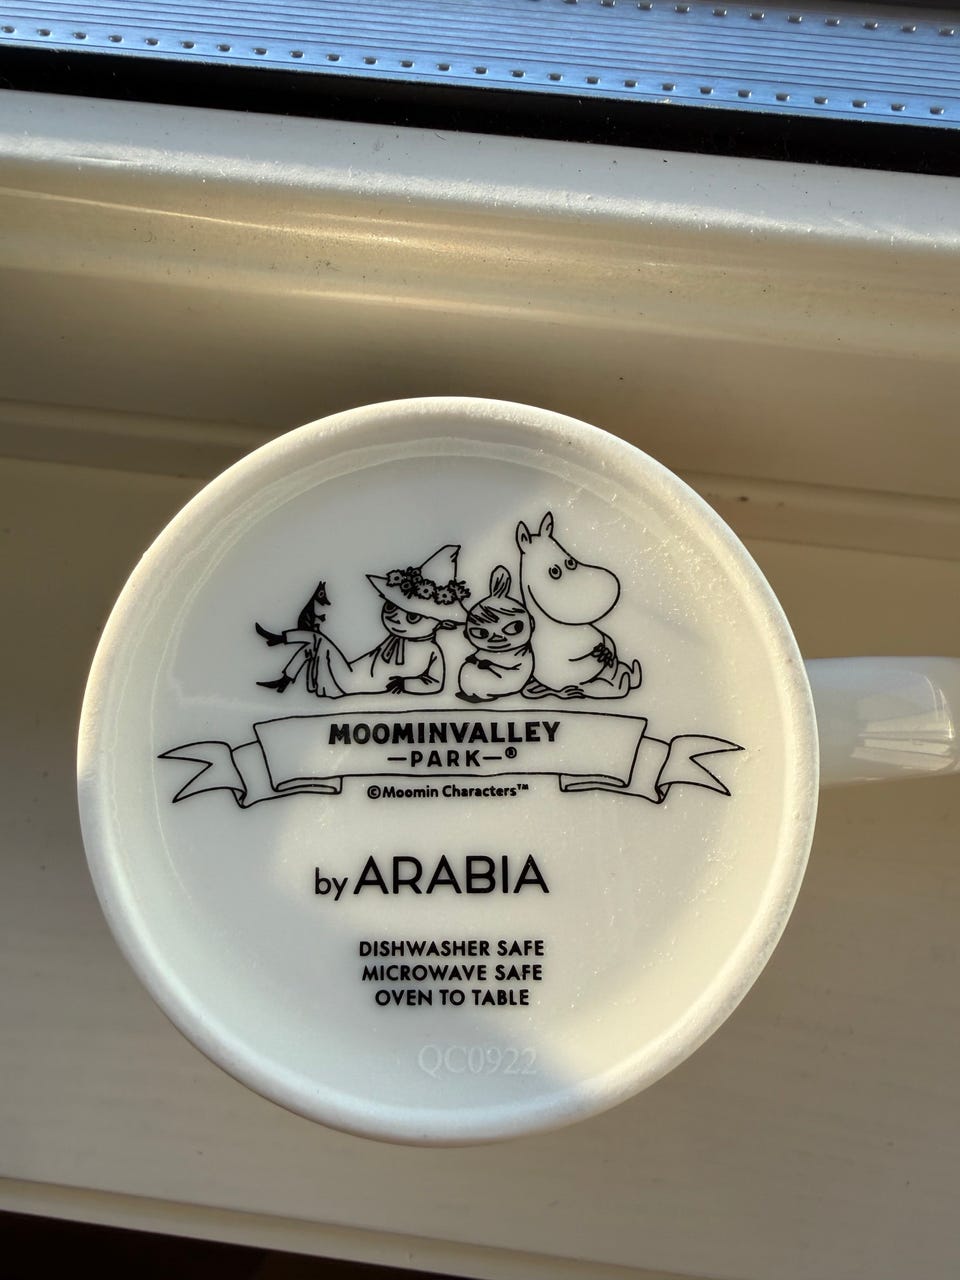 MOOMINVALLEY
—PARK—®
©Moomin Characters™
by ARABIA
DISHWASHER SAFE
MICROWAVE SAFE
OVEN TO TABLE
QC0922